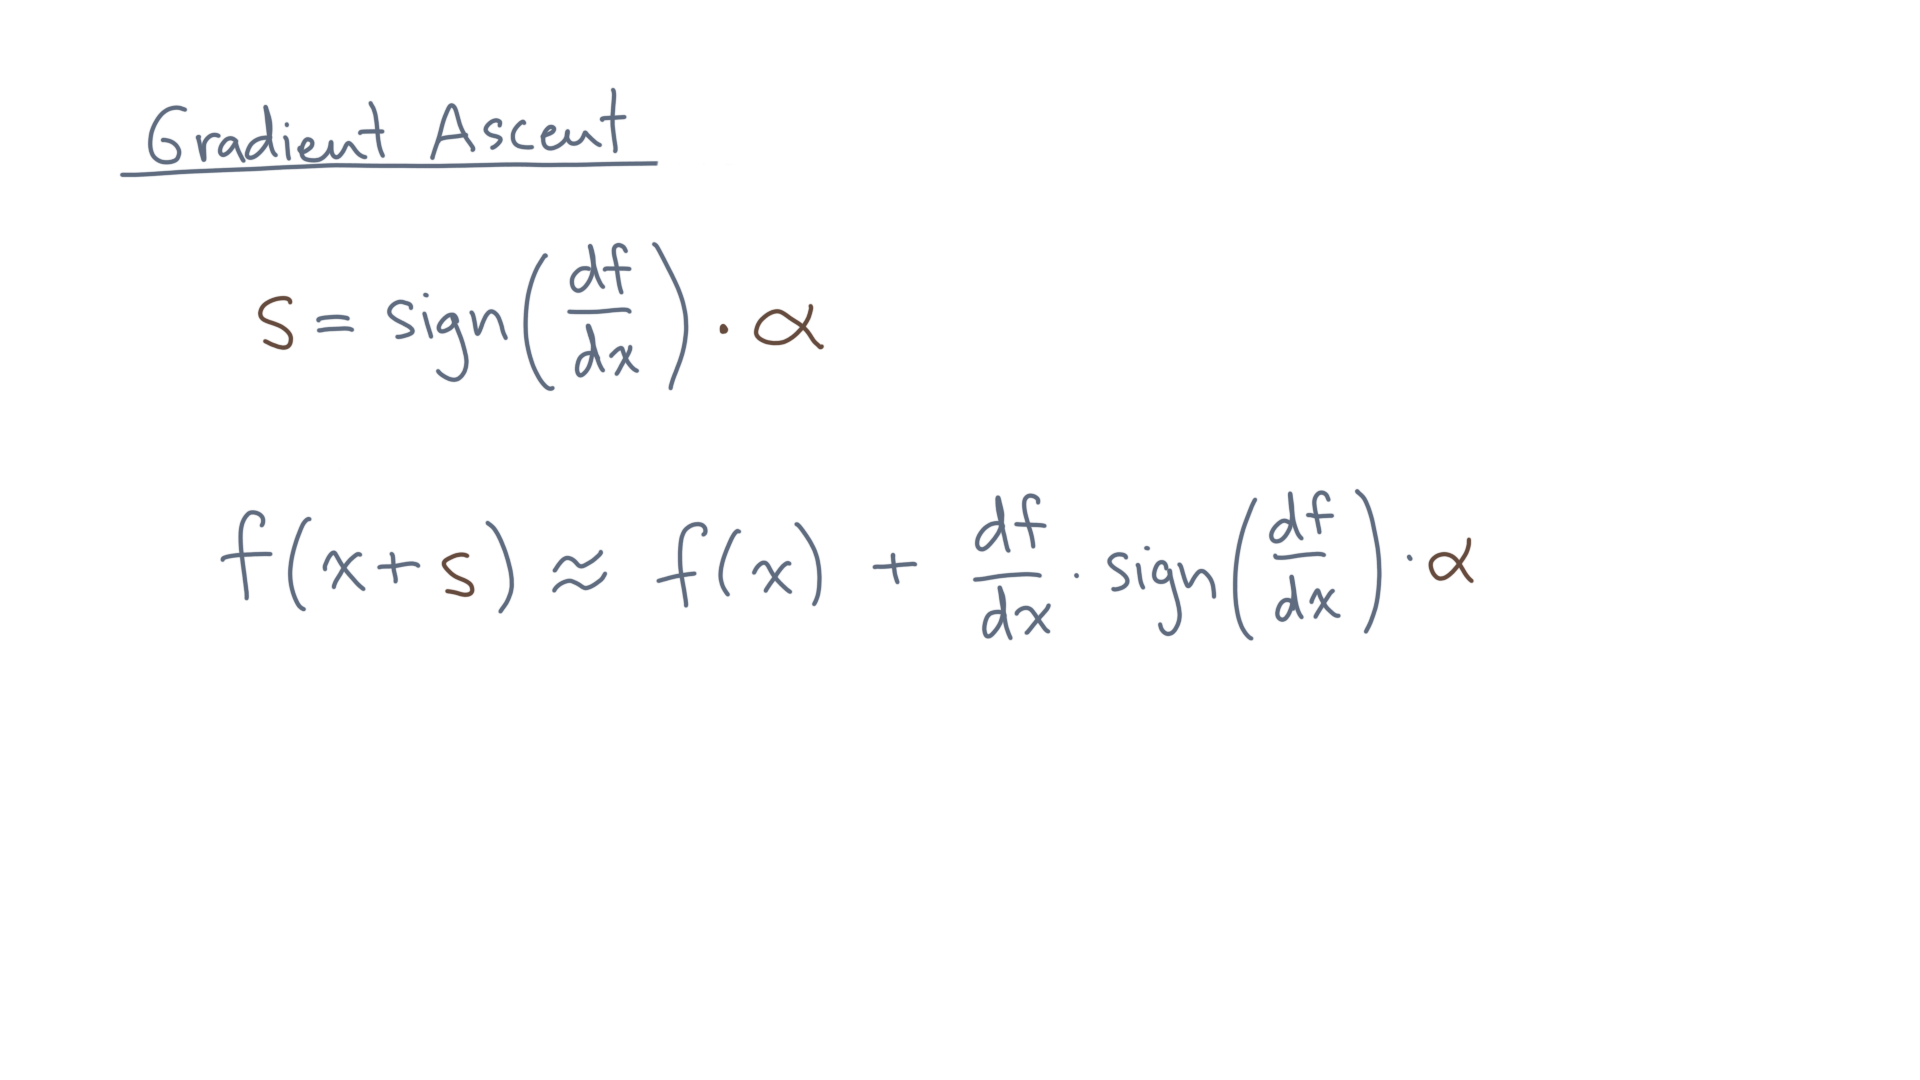 Gradient Ascent
s = sign(df/dx) · α
f(x+s) ≈ f(x) + df/dx · sign(df/dx) · α